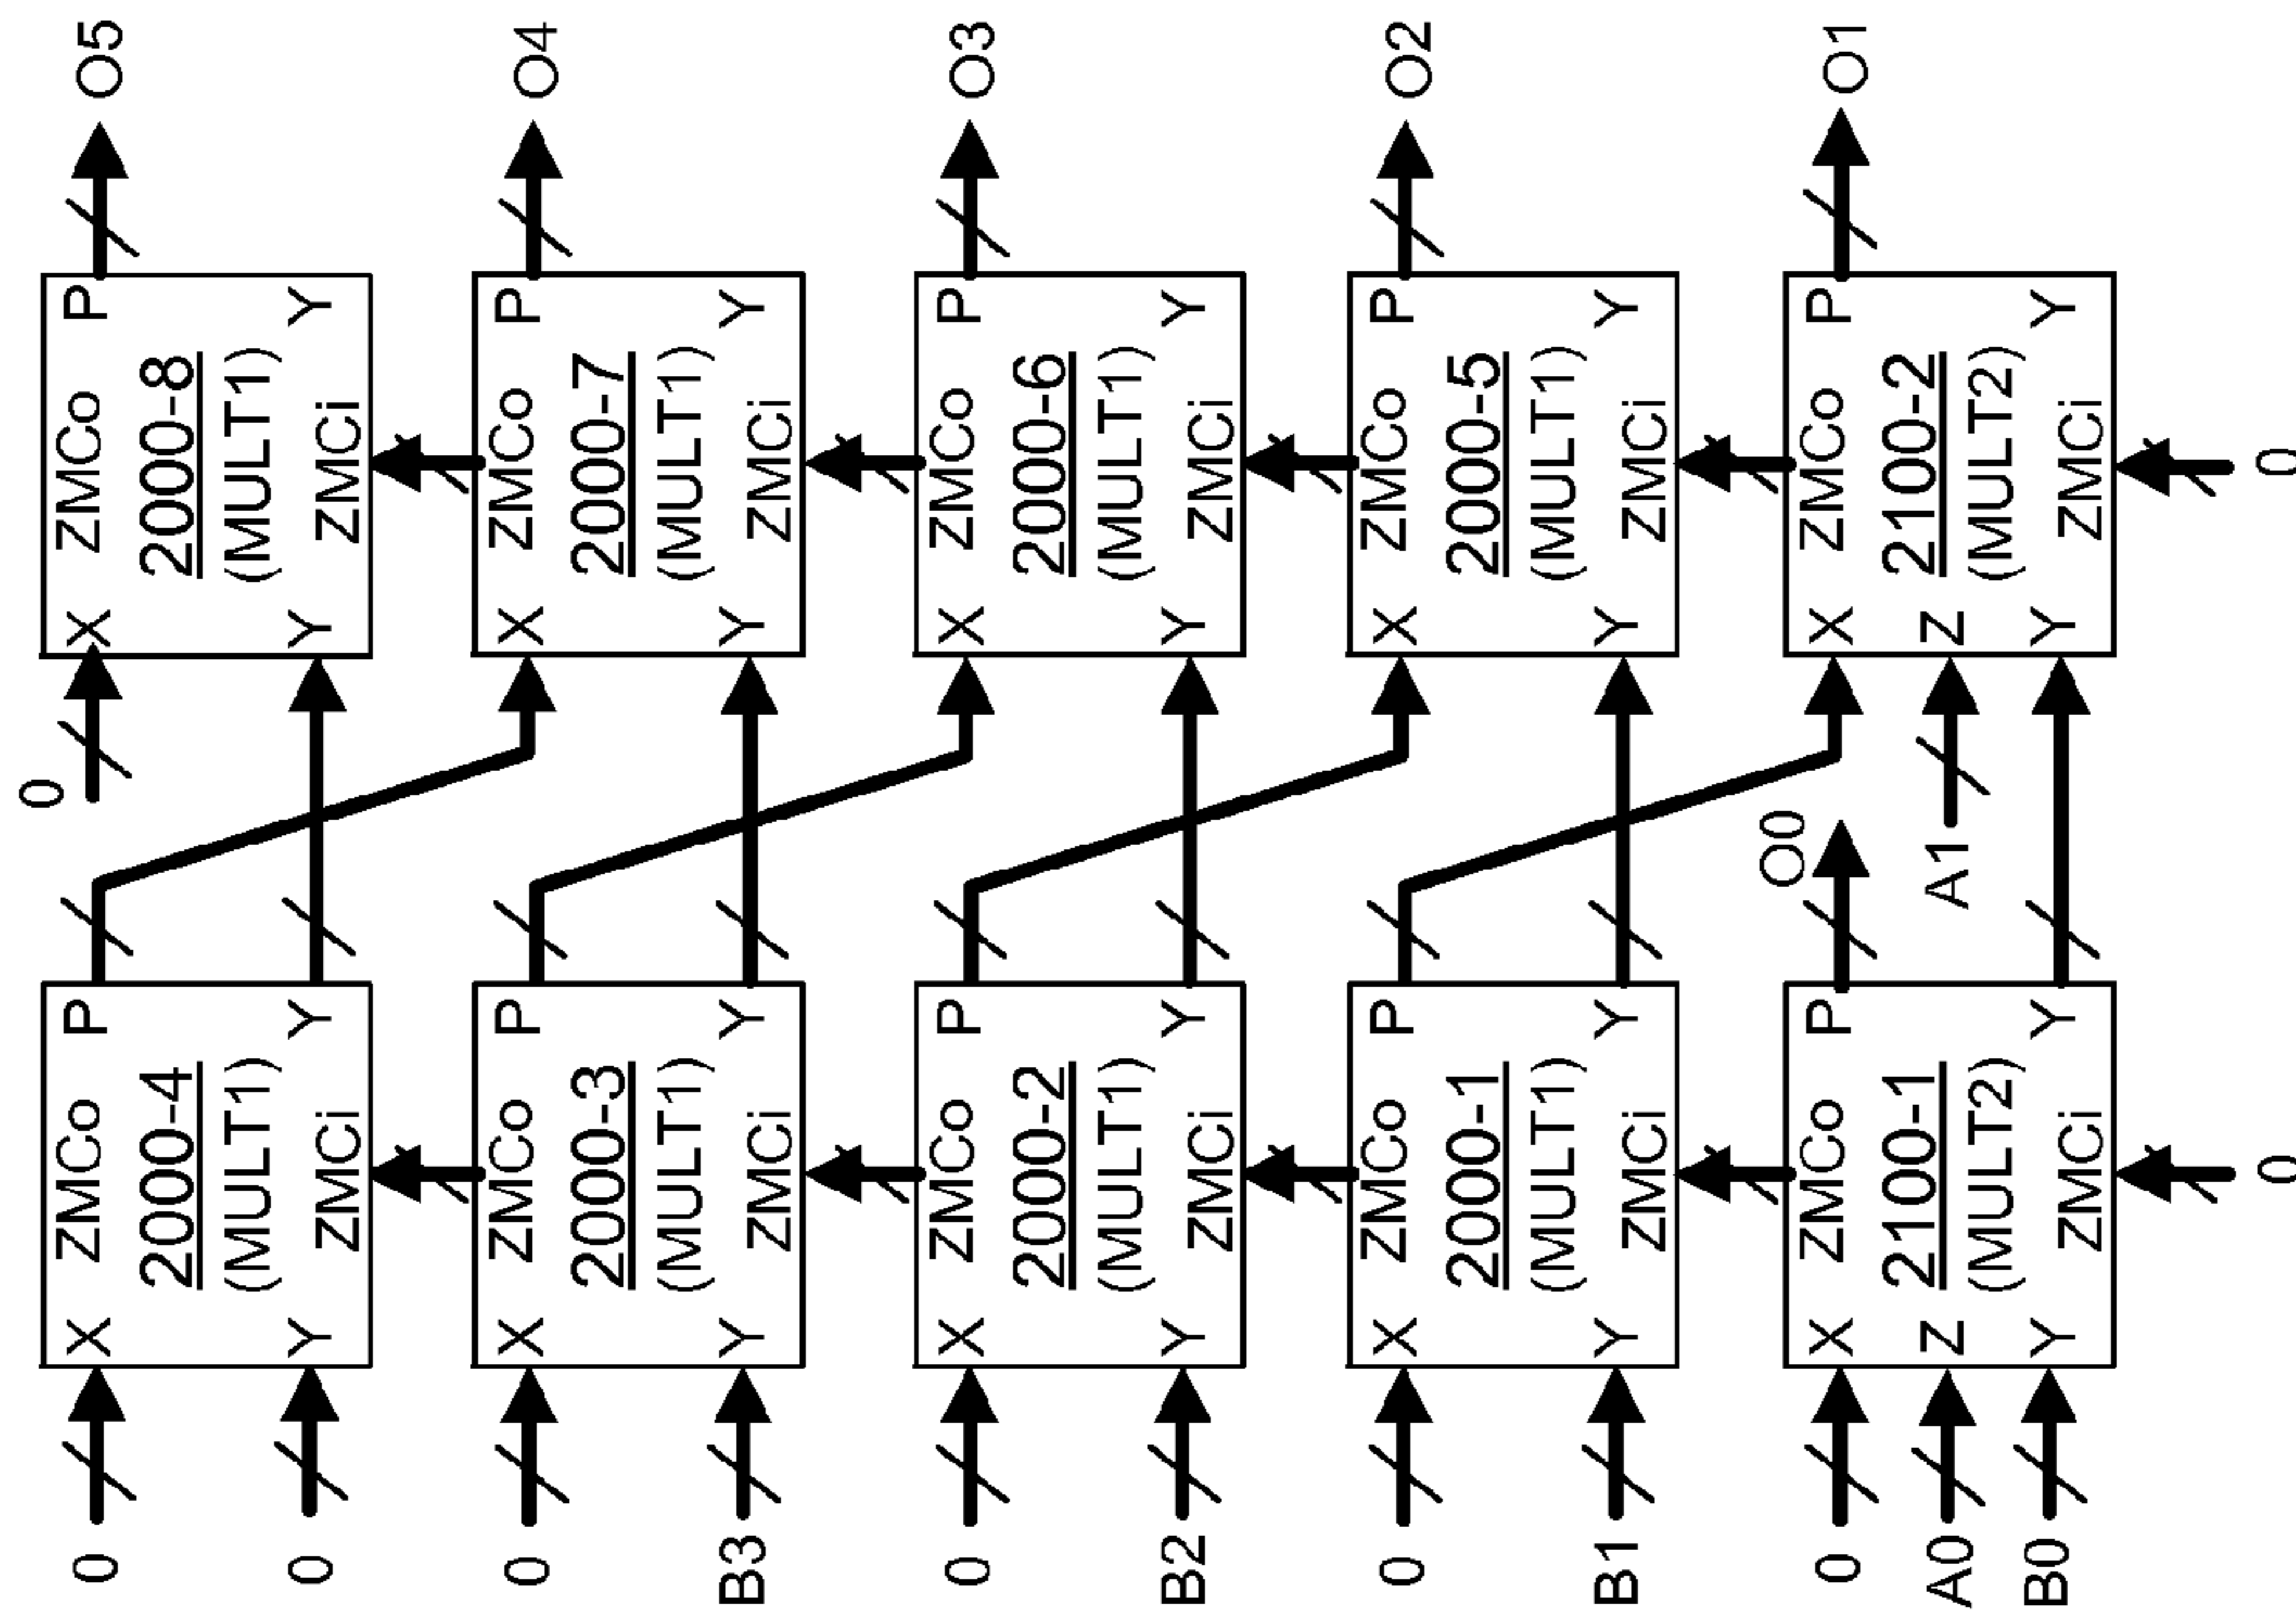 0 X ZMCo P 0 X ZMCo P O5
2000-4 2000-8
(MULT1) (MULT1)
0 Y ZMCi Y Y ZMCi Y
0 X ZMCo P X ZMCo P O4
2000-3 2000-7
(MULT1) (MULT1)
B3 Y ZMCi Y Y ZMCi Y
0 X ZMCo P X ZMCo P O3
2000-2 2000-6
(MULT1) (MULT1)
B2 Y ZMCi Y Y ZMCi Y
0 X ZMCo P X ZMCo P O2
2000-1 2000-5
(MULT1) (MULT1)
B1 Y ZMCi Y Y ZMCi Y
0 X ZMCo P O0 X ZMCo P O1
2100-1 2100-2
A0 Z (MULT2) A1 Z (MULT2)
B0 Y ZMCi Y Y ZMCi Y
0 0